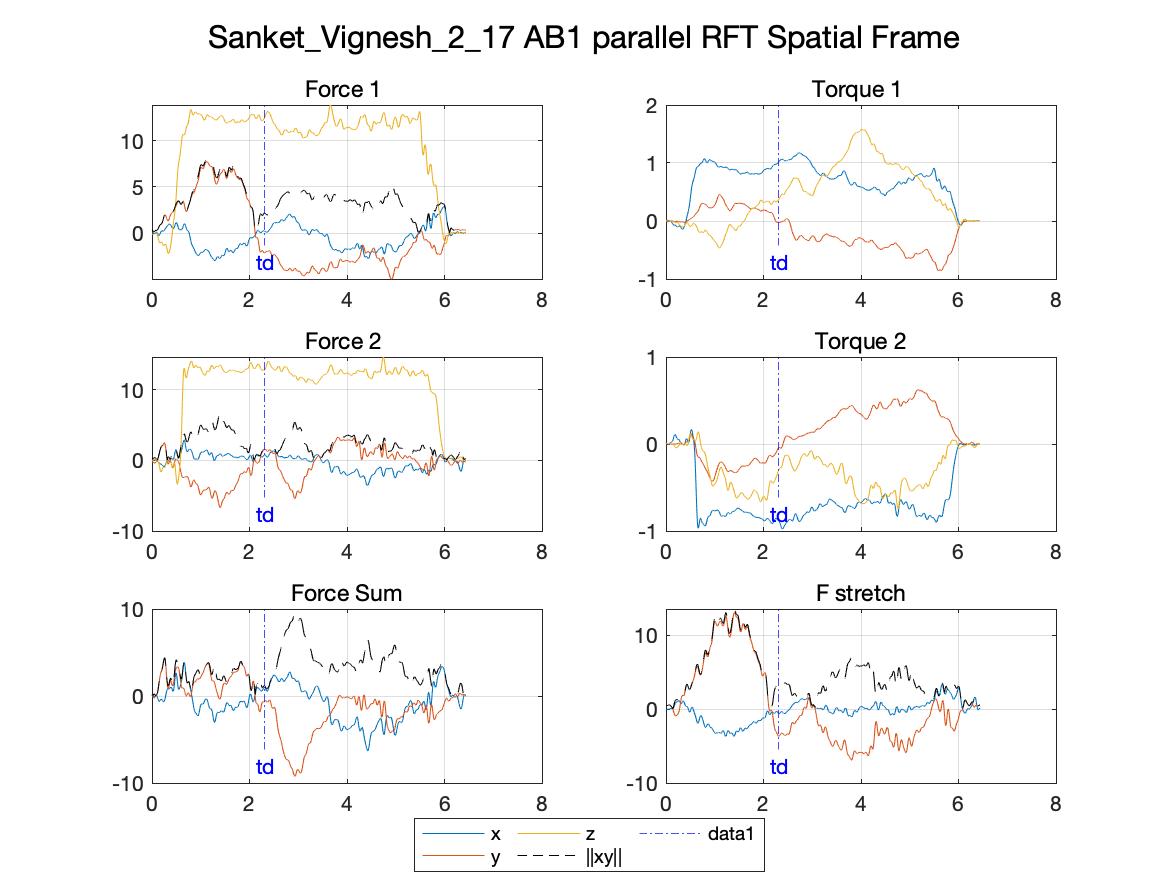 Sanket_Vignesh_2_17 AB1 parallel RFT Spatial Frame
Force 1
10
5
0
td
0 2 4 6 8
Torque 1
2
1
0
-1
td
0 2 4 6 8
Force 2
10
0
-10
td
0 2 4 6 8
Torque 2
1
0
-1
td
0 2 4 6 8
Force Sum
10
0
-10
td
0 2 4 6 8
F stretch
10
0
-10
td
0 2 4 6 8
x z data1
y ||xy||